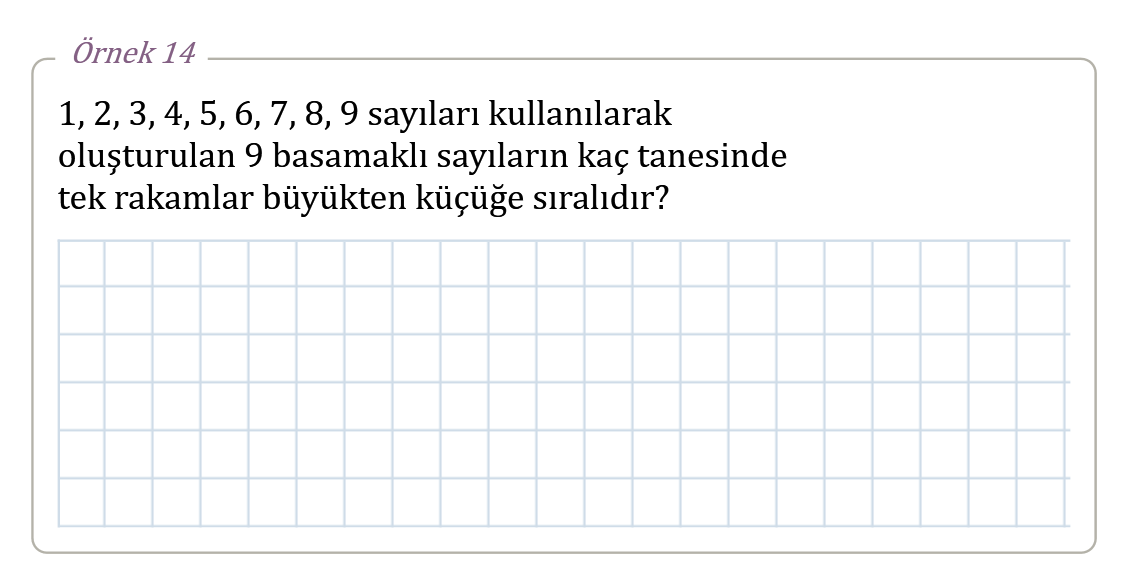 Örnek 14
1, 2, 3, 4, 5, 6, 7, 8, 9 sayıları kullanılarak
oluşturulan 9 basamaklı sayıların kaç tanesinde
tek rakamlar büyükten küçüğe sıralıdır?